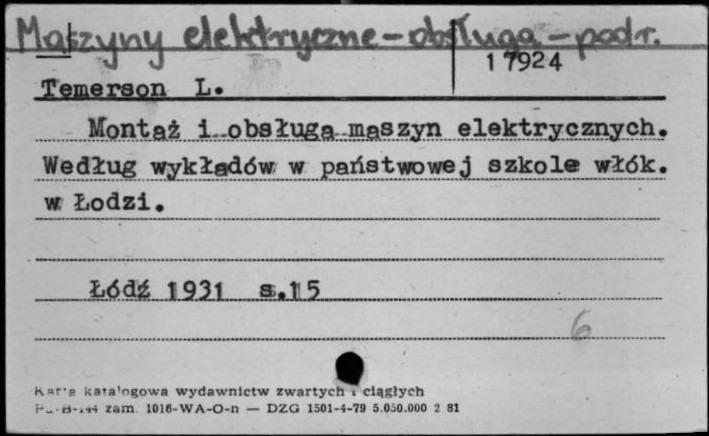 Maszyny elektryczne - obsługa - podr.
17924
Temerson L.
Montaż i obsługa maszyn elektrycznych.
Według wykładów w państwowej szkole włók.
w Łodzi.
Łódź 1931 s.15
6
Karta katalogowa wydawnictw zwartych i ciągłych
zam. 1016-WA-O-n — DZG 1501-4-79 5.050.000 2 81